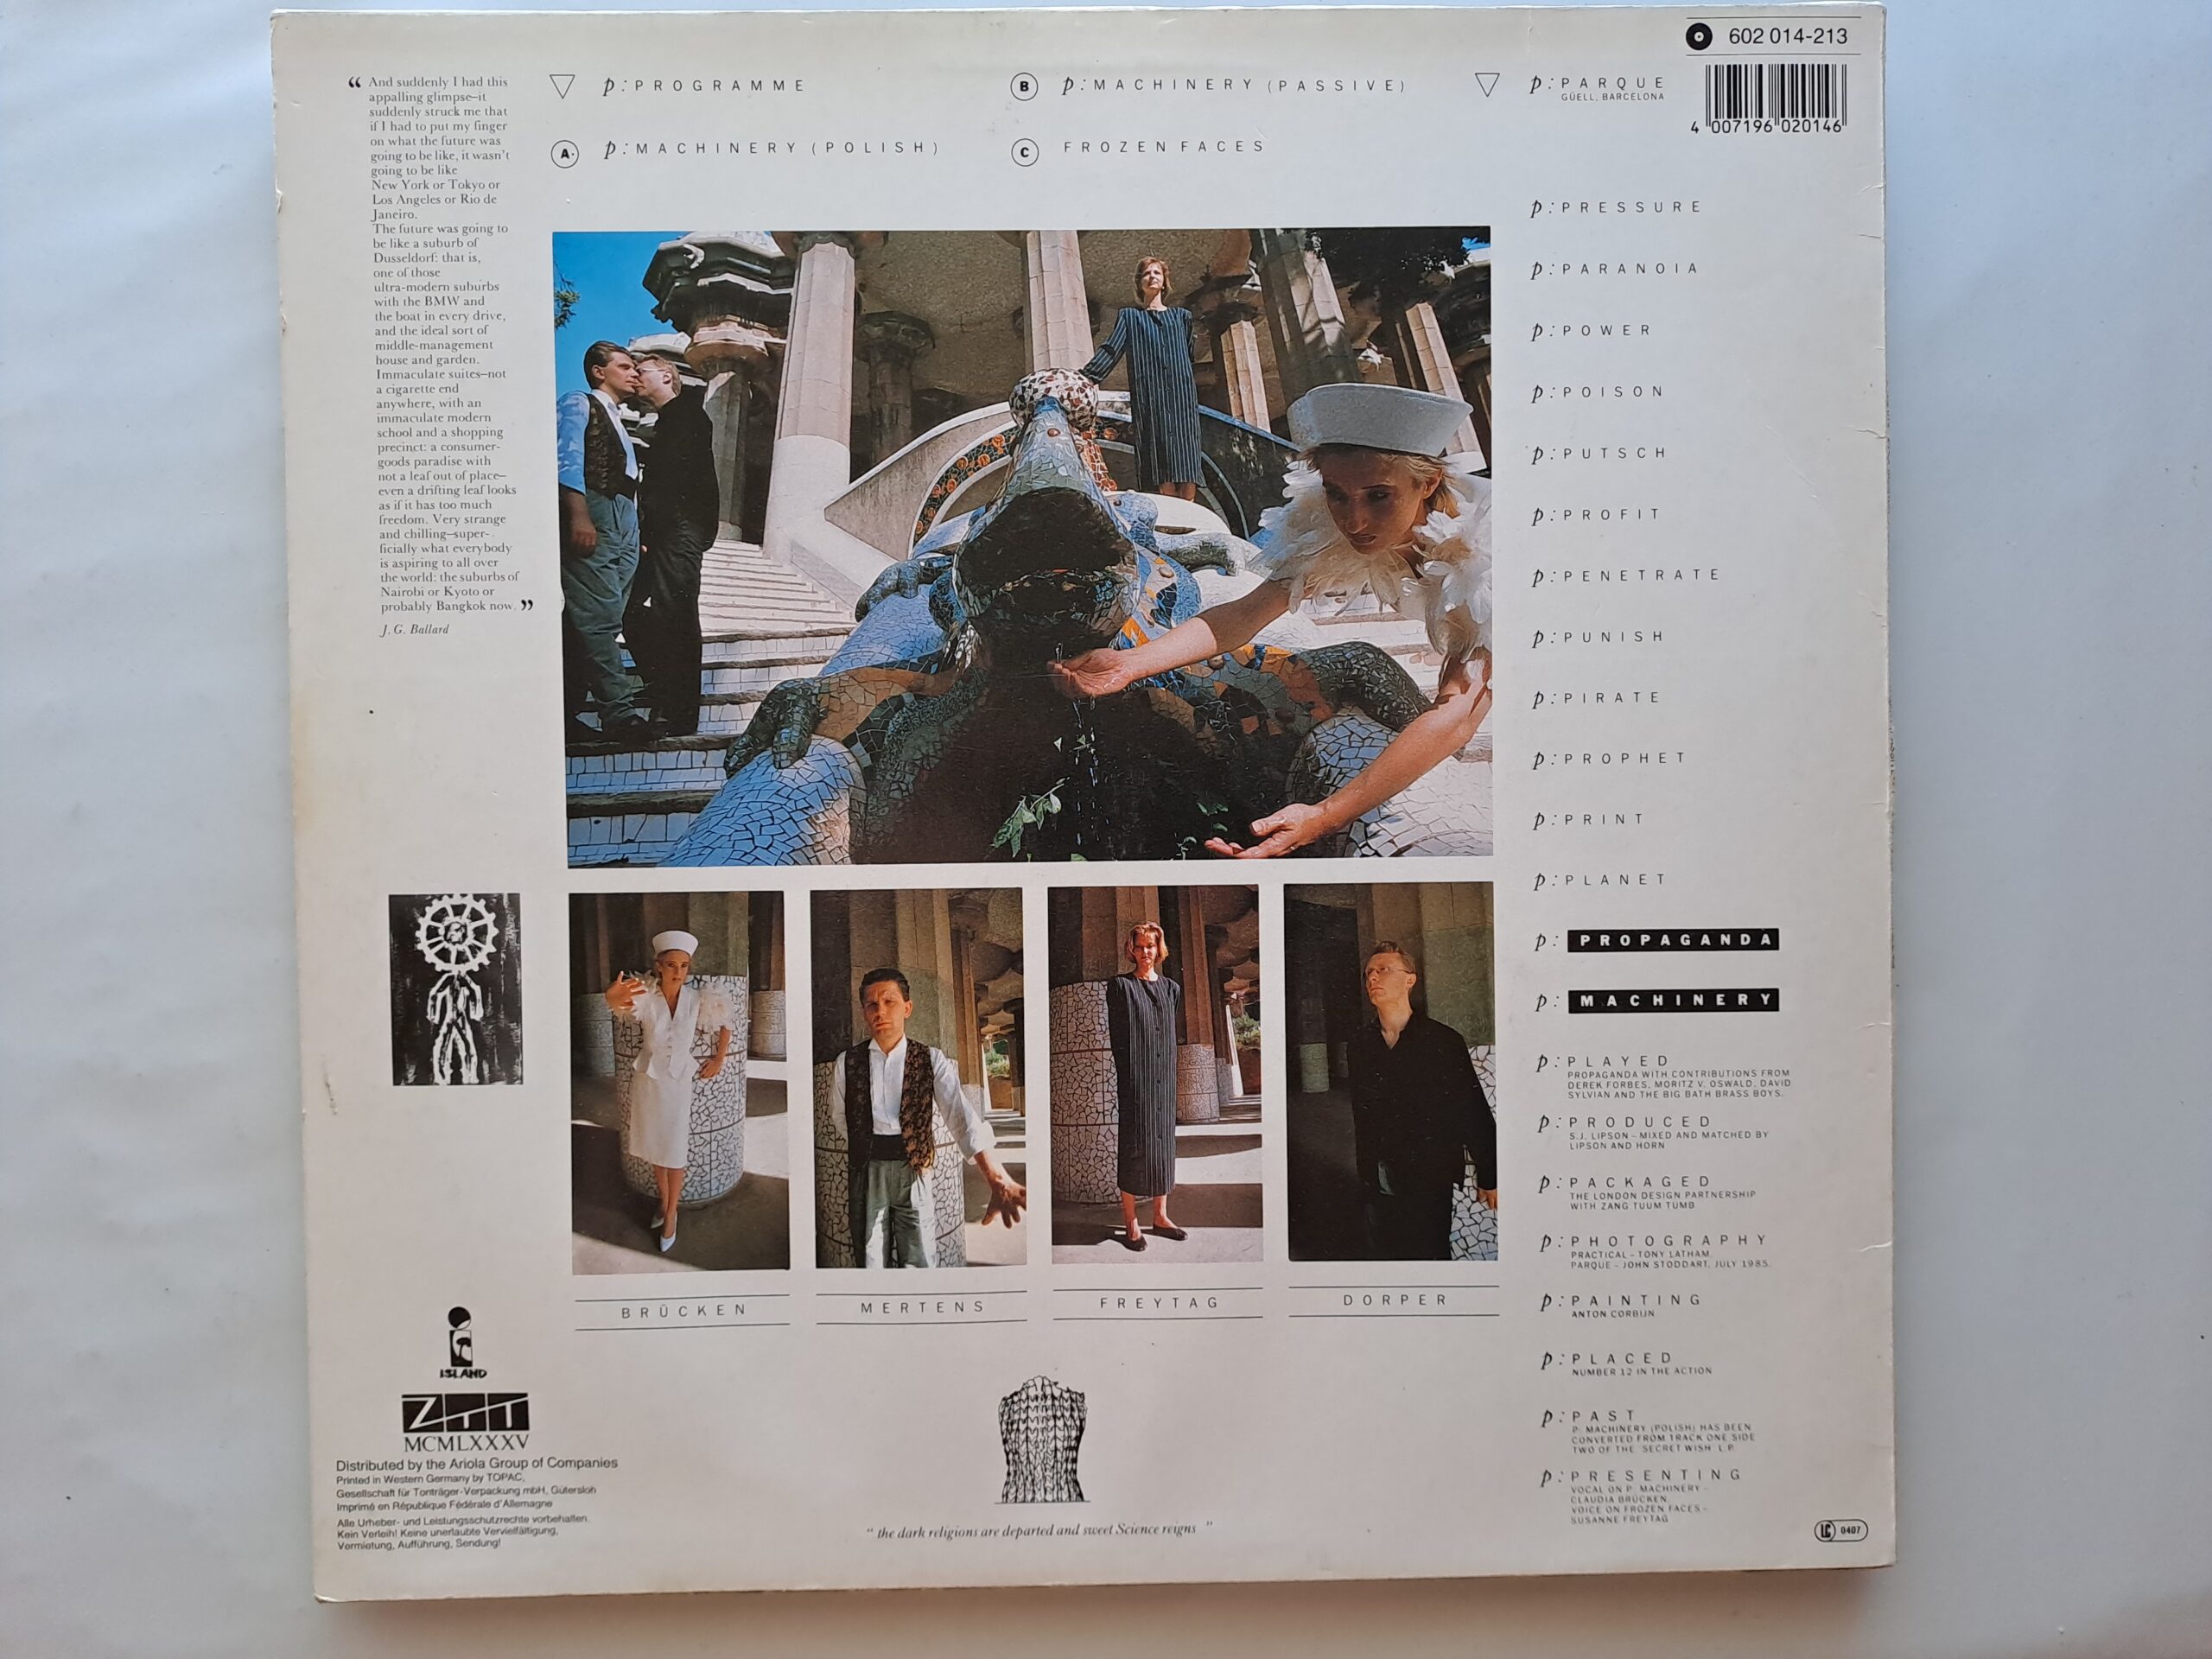 602 014-213
4 007196 020146
“ And suddenly I had this
appalling glimpse–it
suddenly struck me that
if I had to put my finger
on what the future was
going to be like, it wasn't
going to be like
New York or Tokyo or
Los Angeles or Rio de
Janeiro.
The future was going to
be like a suburb of
Dusseldorf: that is,
one of those
ultra-modern suburbs
with the BMW and
the boat in every drive,
and the ideal sort of
middle-management
house and garden.
Immaculate suites–not
a cigarette end
anywhere, with an
immaculate modern
school and a shopping
precinct: a consumer-
goods paradise with
not a leaf out of place–
even a drifting leaf looks
as if it has too much
freedom. Very strange
and chilling–super-
ficially what everybody
is aspiring to all over
the world: the suburbs of
Nairobi or Kyoto or
probably Bangkok now. ”
J. G. Ballard
p: PROGRAMME
A p: MACHINERY (POLISH)
B p: MACHINERY (PASSIVE)
C FROZEN FACES
p: PARQUE
GÜELL, BARCELONA
p: PRESSURE
p: PARANOIA
p: POWER
p: POISON
p: PUTSCH
p: PROFIT
p: PENETRATE
p: PUNISH
p: PIRATE
p: PROPHET
p: PRINT
p: PLANET
p: PROPAGANDA
p: MACHINERY
p: PLAYED
PROPAGANDA WITH CONTRIBUTIONS FROM
DEREK FORBES, MORITZ V. OSWALD, DAVID
SYLVIAN AND THE BIG BATH BRASS BOYS.
p: PRODUCED
S.J. LIPSON – MIXED AND MATCHED BY
LIPSON AND HORN
p: PACKAGED
THE LONDON DESIGN PARTNERSHIP
WITH ZANG TUUM TUMB
p: PHOTOGRAPHY
PRACTICAL – TONY LATHAM.
PARQUE – JOHN STODDART, JULY 1985.
p: PAINTING
ANTON CORBIJN
p: PLACED
NUMBER 12 IN THE ACTION
p: PAST
P: MACHINERY (POLISH) HAS BEEN
CONVERTED FROM TRACK ONE SIDE
TWO OF THE 'SECRET WISH' L.P.
p: PRESENTING
VOCAL ON P: MACHINERY –
CLAUDIA BRÜCKEN.
VOICE ON FROZEN FACES –
SUSANNE FREYTAG
BRÜCKEN
MERTENS
FREYTAG
DORPER
ISLAND
ZTT
MCMLXXXV
Distributed by the Ariola Group of Companies
Printed in Western Germany by TOPAC,
Gesellschaft für Tonträger-Verpackung mbH, Gütersloh
Imprimé en République Fédérale d'Allemagne
Alle Urheber- und Leistungsschutzrechte vorbehalten.
Kein Verleih! Keine unerlaubte Vervielfältigung,
Vermietung, Aufführung, Sendung!
“ the dark religions are departed and sweet Science reigns ”
LC 0407